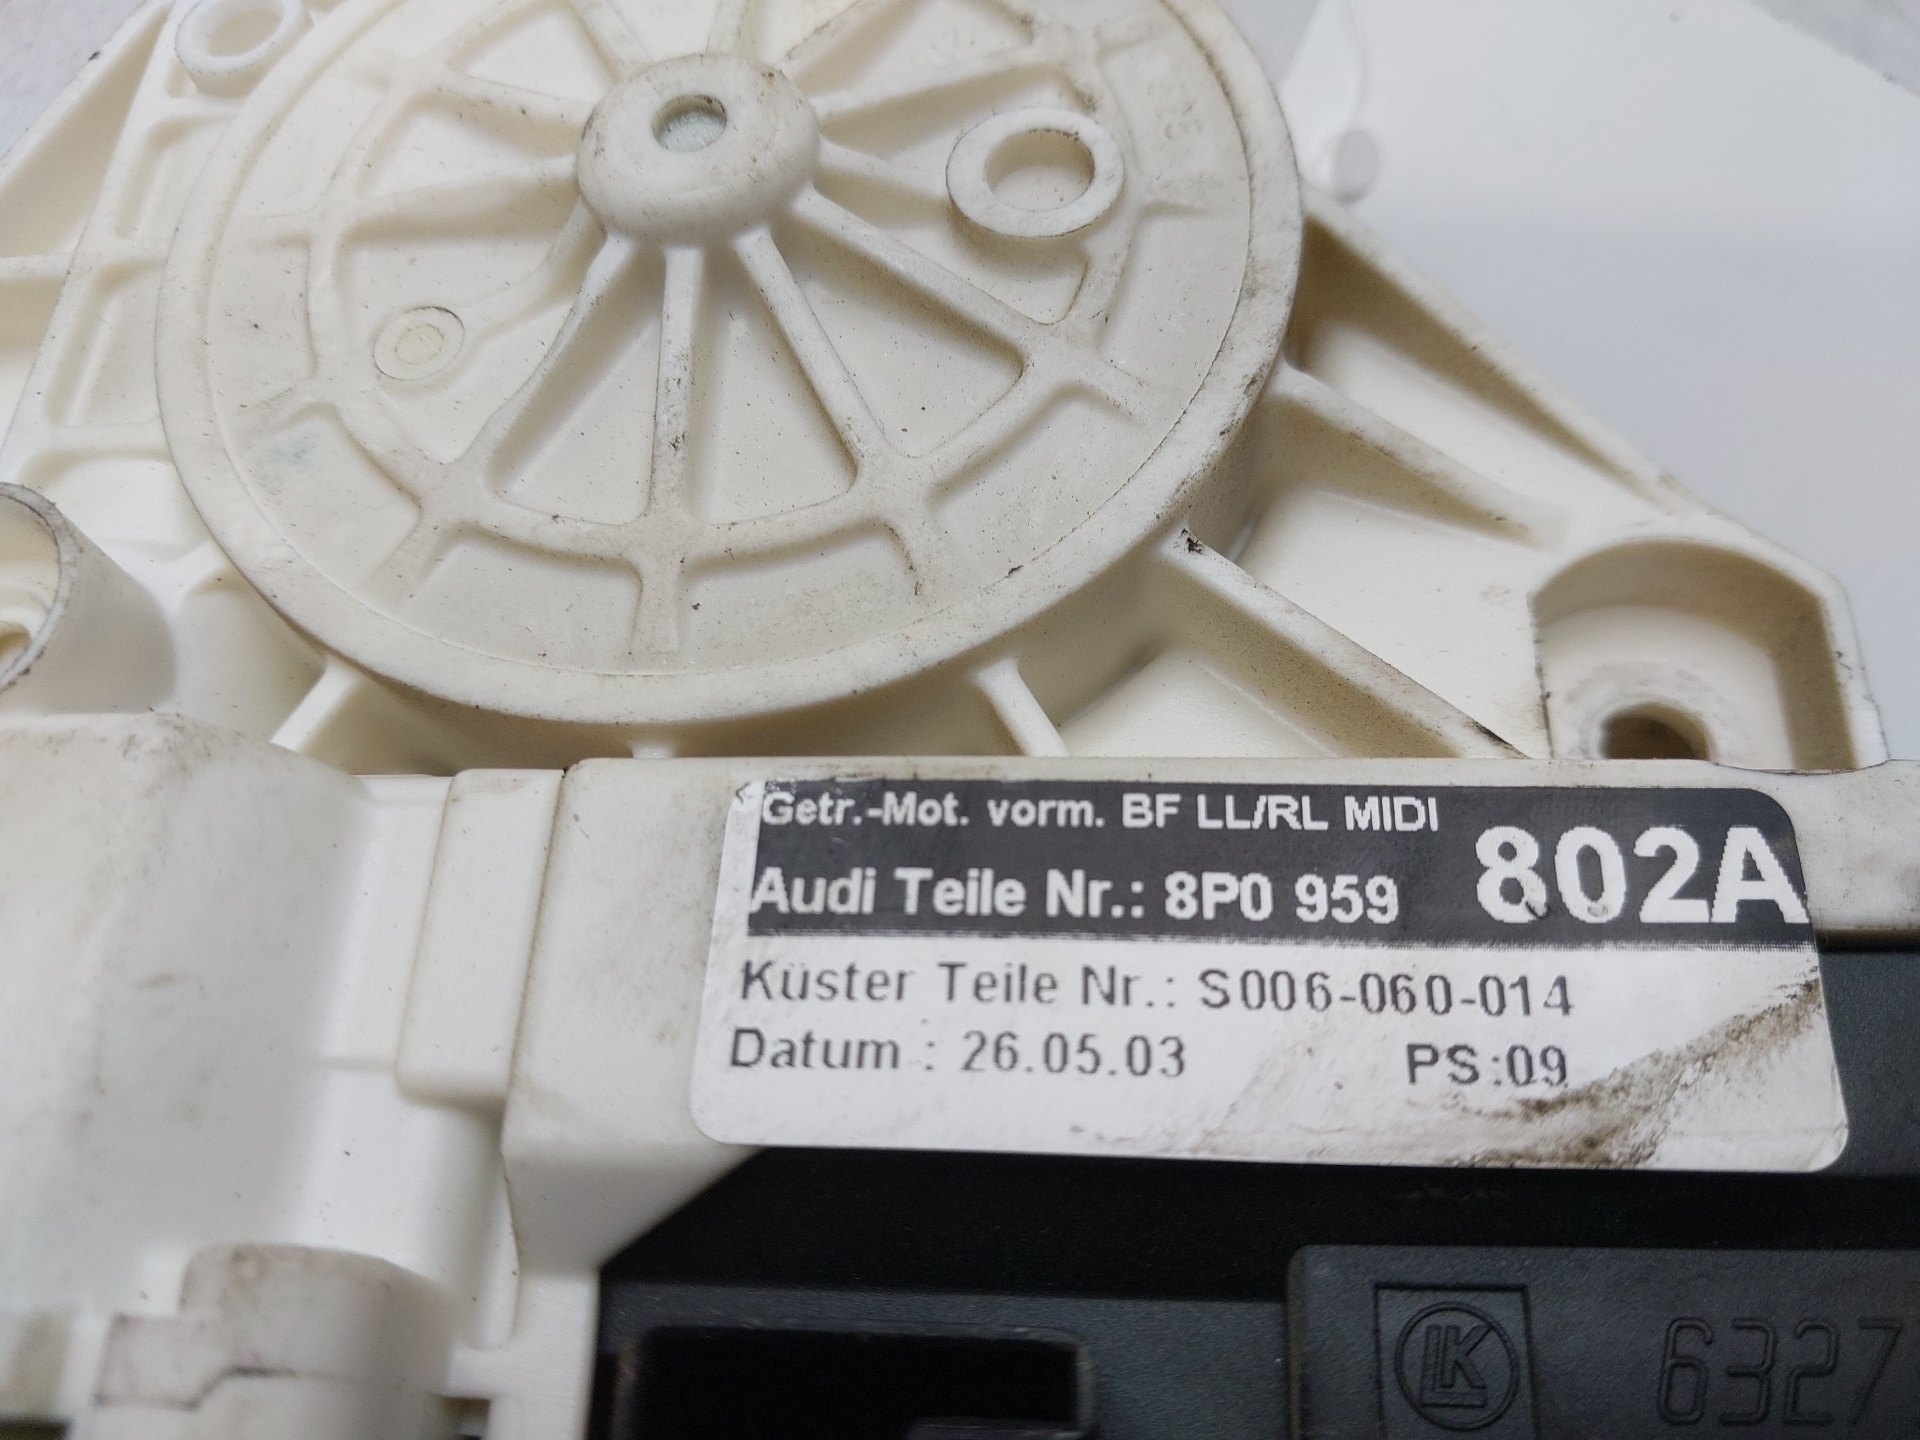 Getr.-Mot. vorm. BF LL/RL MIDI
Audi Teile Nr.: 8P0 959 802A
Küster Teile Nr.: S006-060-014
Datum : 26.05.03 PS:09
LK 6327